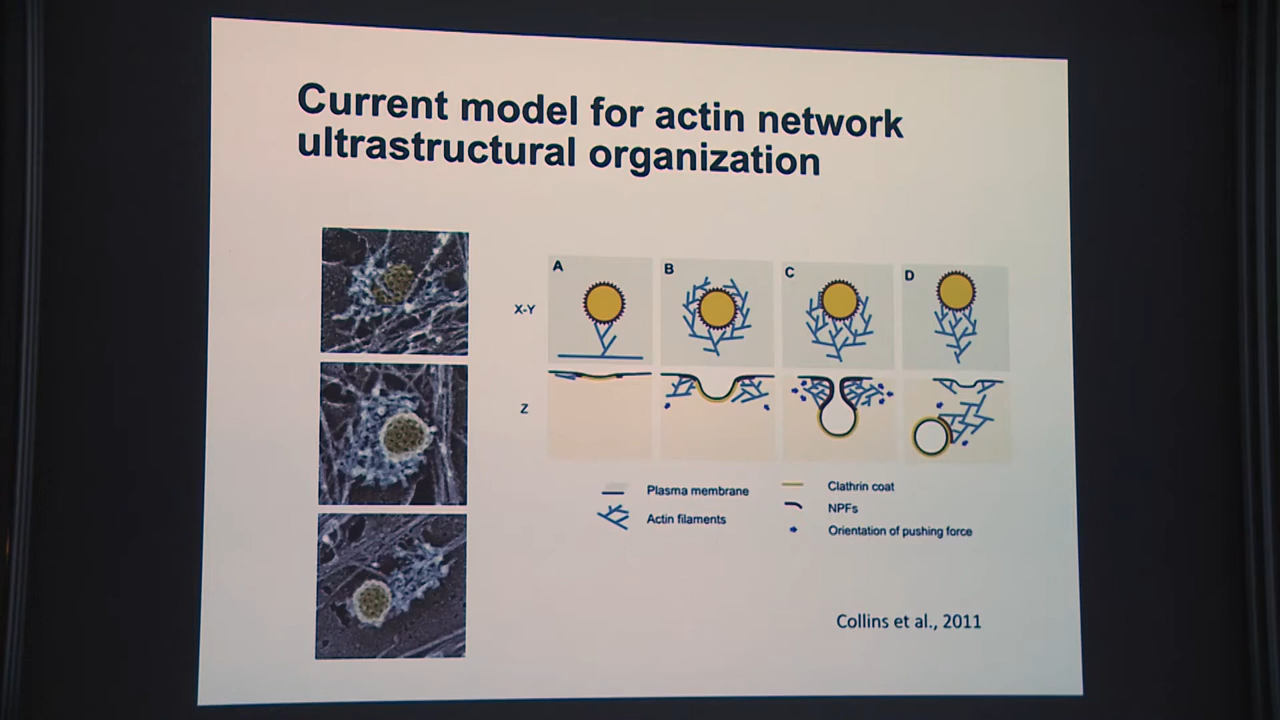 Current model for actin network
ultrastructural organization
A
B
C
D
X-Y
Z
Plasma membrane
Actin filaments
Clathrin coat
NPFs
Orientation of pushing force
Collins et al., 2011